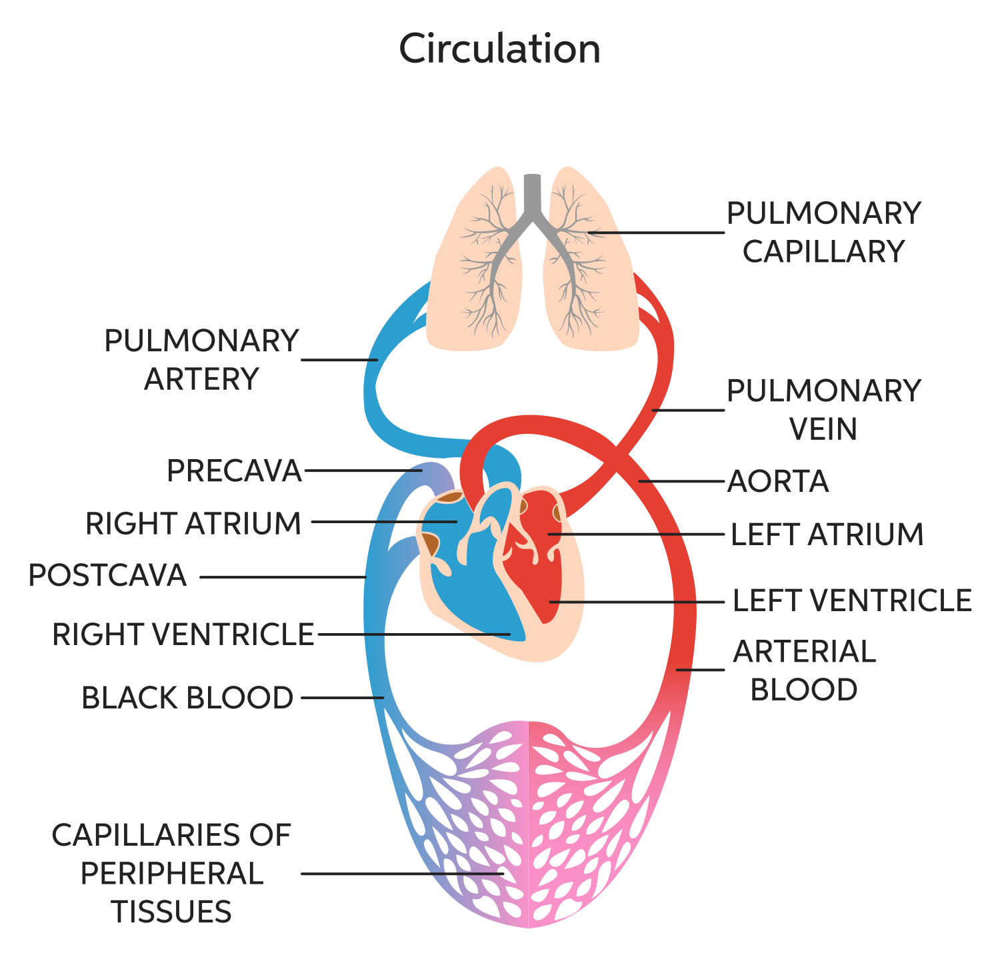 Circulation
PULMONARY
CAPILLARY
PULMONARY
ARTERY
PULMONARY
VEIN
PRECAVA
AORTA
RIGHT ATRIUM
LEFT ATRIUM
POSTCAVA
LEFT VENTRICLE
RIGHT VENTRICLE
ARTERIAL
BLOOD
BLACK BLOOD
CAPILLARIES OF
PERIPHERAL
TISSUES